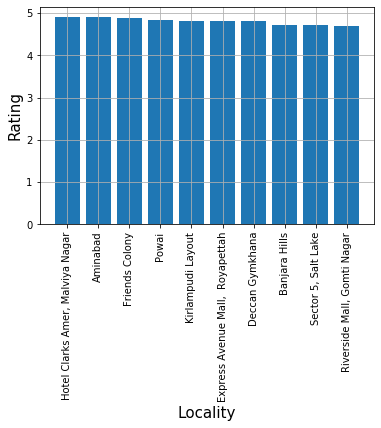 5
4
3
2
1
0
Rating
Hotel Clarks Amer, Malviya Nagar
Aminabad
Friends Colony
Powai
Kirlampudi Layout
Express Avenue Mall,  Royapettah
Deccan Gymkhana
Banjara Hills
Sector 5, Salt Lake
Riverside Mall, Gomti Nagar
Locality